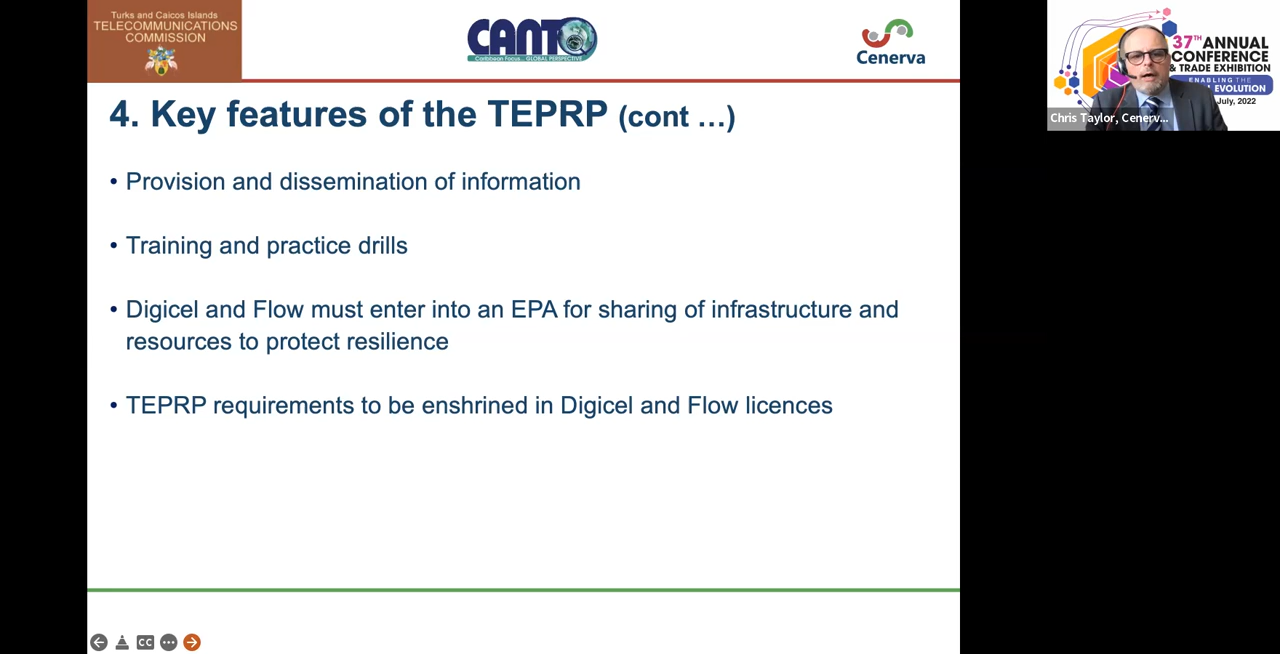 Turks and Caicos Islands
TELECOMMUNICATIONS
COMMISSION
CANTO
Caribbean Focus... GLOBAL PERSPECTIVE
Cenerva
4. Key features of the TEPRP (cont …)
• Provision and dissemination of information
• Training and practice drills
• Digicel and Flow must enter into an EPA for sharing of infrastructure and
resources to protect resilience
• TEPRP requirements to be enshrined in Digicel and Flow licences
CC
37TH ANNUAL
CONFERENCE
& TRADE EXHIBITION
ENABLING THE
EVOLUTION
July, 2022
Chris Taylor, Cenerv...